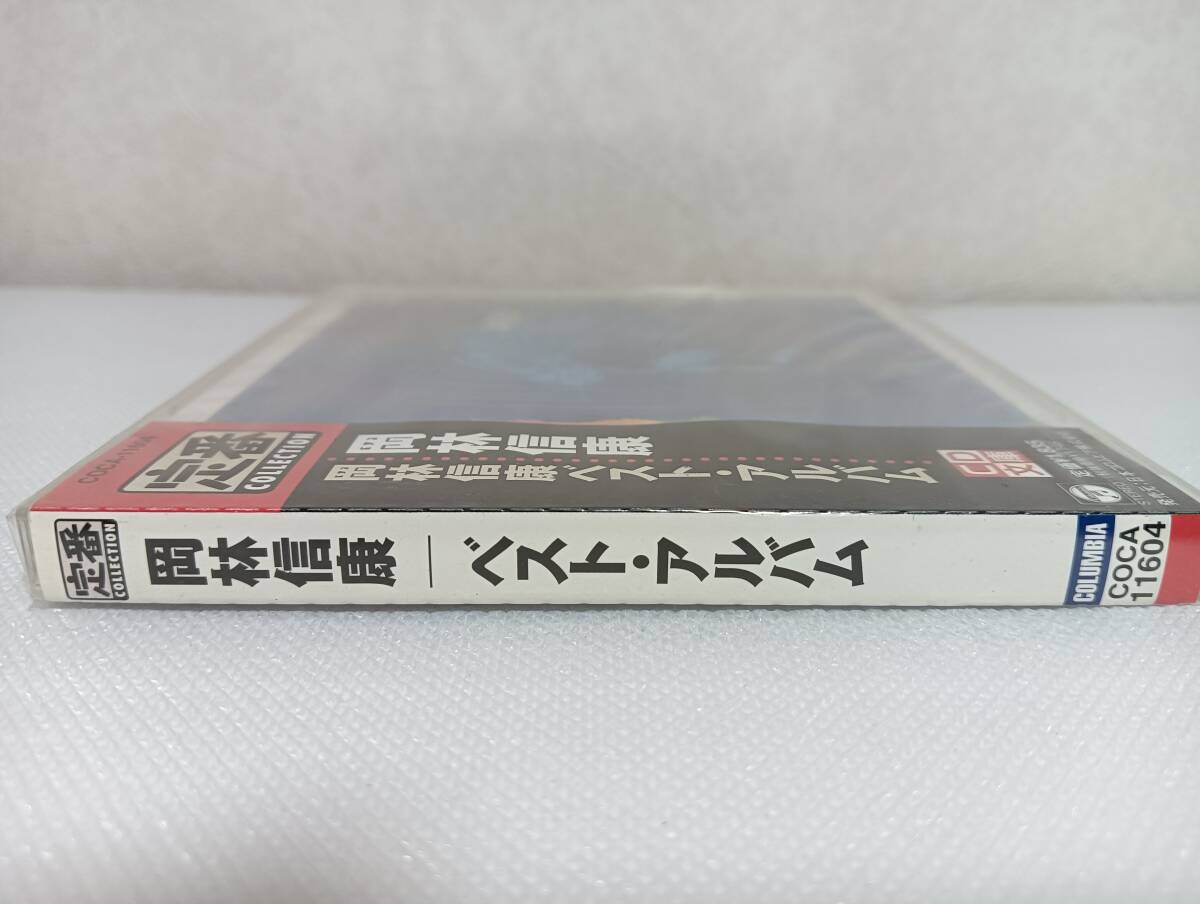 COCA-11604
定番
COLLECTION
岡林信康
岡林信康ベスト・アルバム
CD
文庫
定番
COLLECTION
岡林信康―ベスト・アルバム
COLUMBIA
COCA
11604